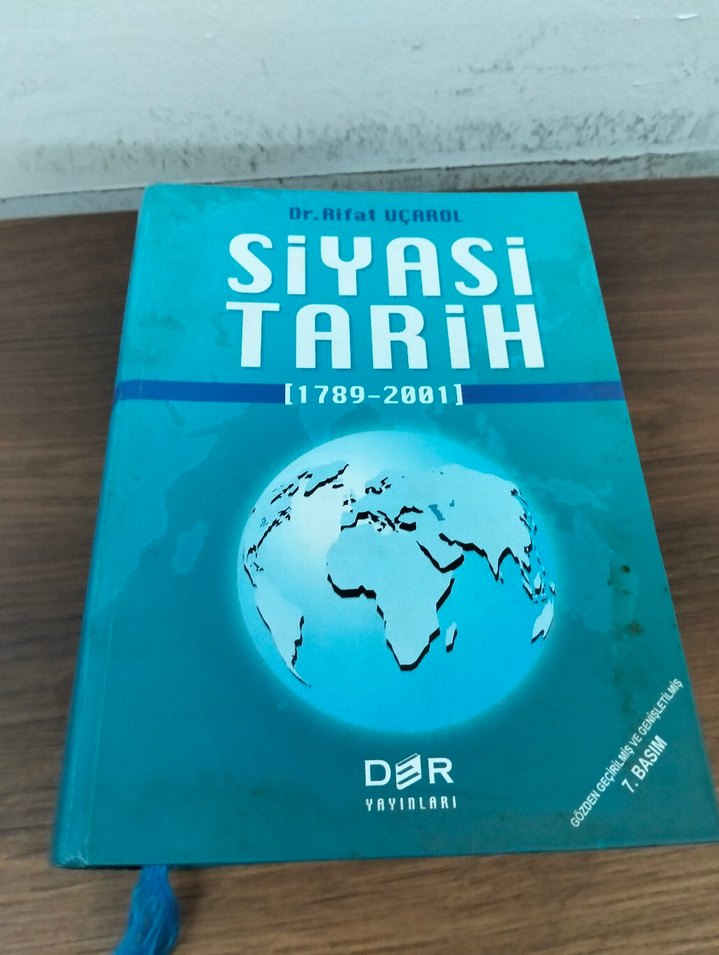 Dr. Rifat UÇAROL
SİYASİ
TARİH
[1789-2001]
DER
YAYINLARI
GÖZDEN GEÇİRİLMİŞ VE GENİŞLETİLMİŞ
7. BASIM